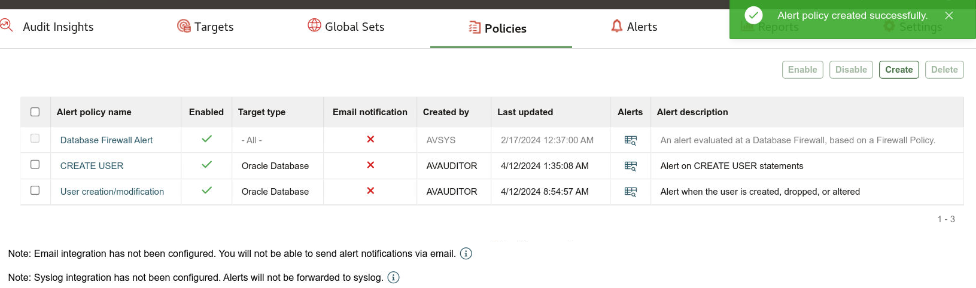 Alert policy created successfully.
Audit Insights Targets Global Sets Policies Alerts Reports Settings
Enable Disable Create Delete
Alert policy name Enabled Target type Email notification Created by Last updated Alerts Alert description
Database Firewall Alert - All - AVSYS 2/17/2024 12:37:00 AM An alert evaluated at a Database Firewall, based on a Firewall Policy.
CREATE USER Oracle Database AVAUDITOR 4/12/2024 1:35:08 AM Alert on CREATE USER statements
User creation/modification Oracle Database AVAUDITOR 4/12/2024 8:54:57 AM Alert when the user is created, dropped, or altered
1 - 3
Note: Email integration has not been configured. You will not be able to send alert notifications via email.
Note: Syslog integration has not been configured. Alerts will not be forwarded to syslog.